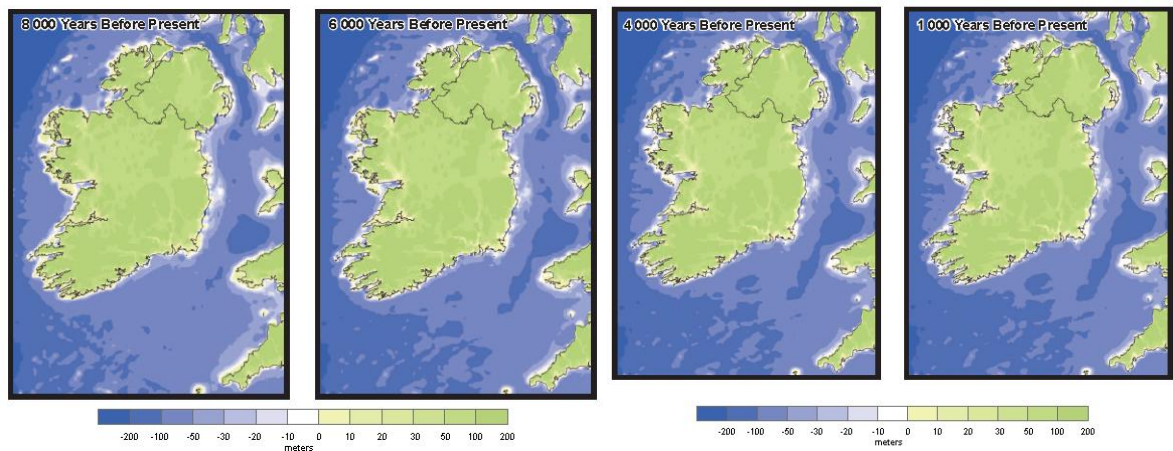 8 000 Years Before Present
6 000 Years Before Present
4 000 Years Before Present
1 000 Years Before Present
-200 -100 -50 -20 -10 0 10 20 30 50 100 200
meters
-200 -100 -50 -30 -20 -10 0 10 20 30 50 100 200
meters